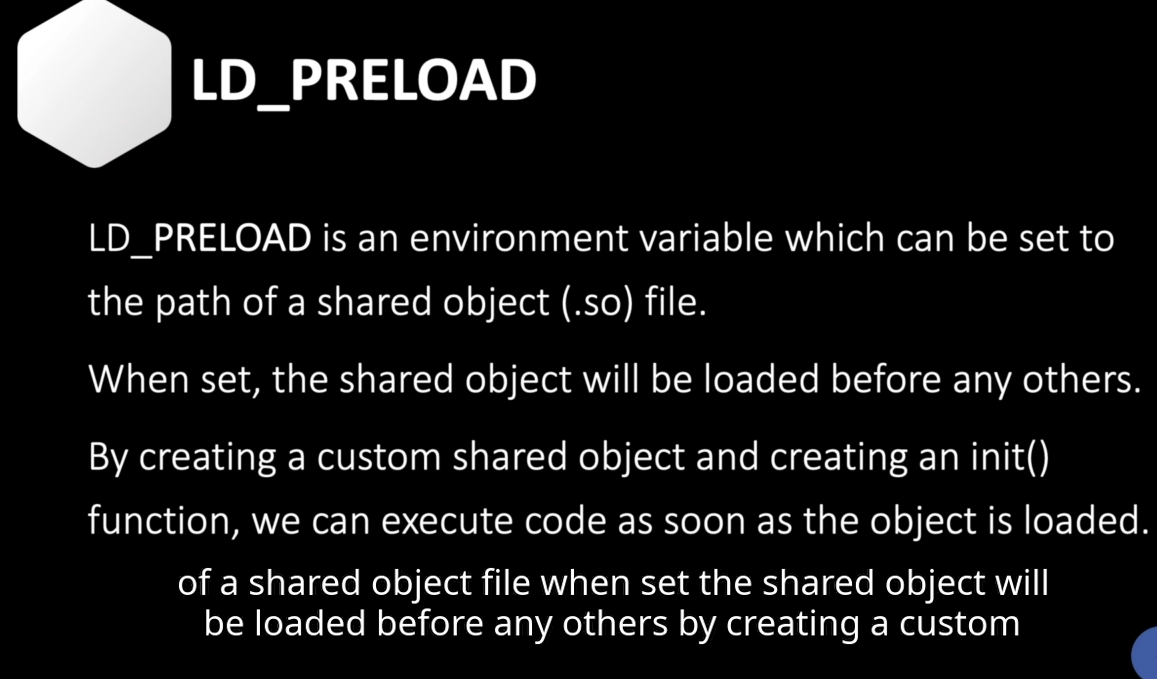 LD_PRELOAD
LD_PRELOAD is an environment variable which can be set to
the path of a shared object (.so) file.
When set, the shared object will be loaded before any others.
By creating a custom shared object and creating an init()
function, we can execute code as soon as the object is loaded.
of a shared object file when set the shared object will
be loaded before any others by creating a custom